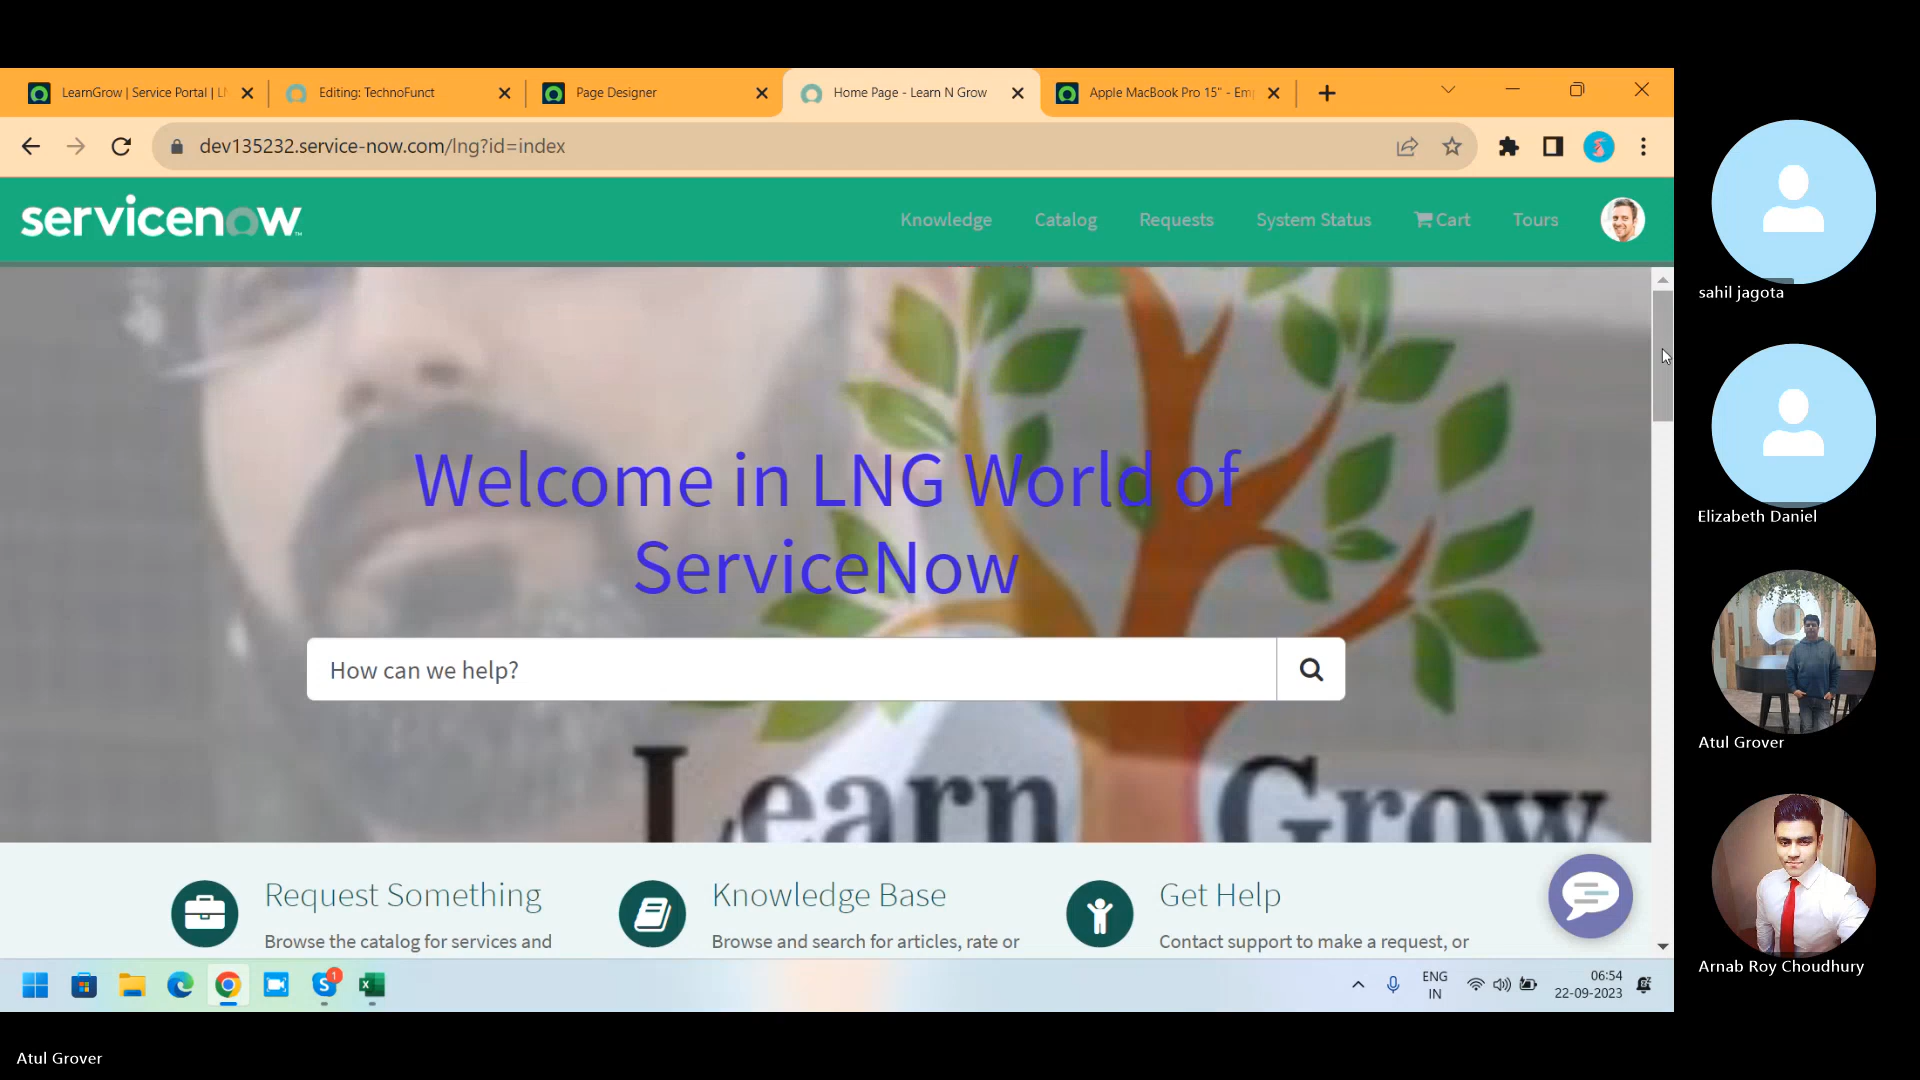 LearnGrow | Service Portal | LN
Editing: TechnoFunct
Page Designer
Home Page - Learn N Grow
Apple MacBook Pro 15" - Emp
dev135232.service-now.com/lng?id=index
servicenow
Knowledge
Catalog
Requests
System Status
Cart
Tours
Welcome in LNG World of
ServiceNow
How can we help?
Learn Grow
Request Something
Browse the catalog for services and
Knowledge Base
Browse and search for articles, rate or
Get Help
Contact support to make a request, or
1
ENG
IN
06:54
22-09-2023
sahil jagota
Elizabeth Daniel
Atul Grover
Arnab Roy Choudhury
Atul Grover